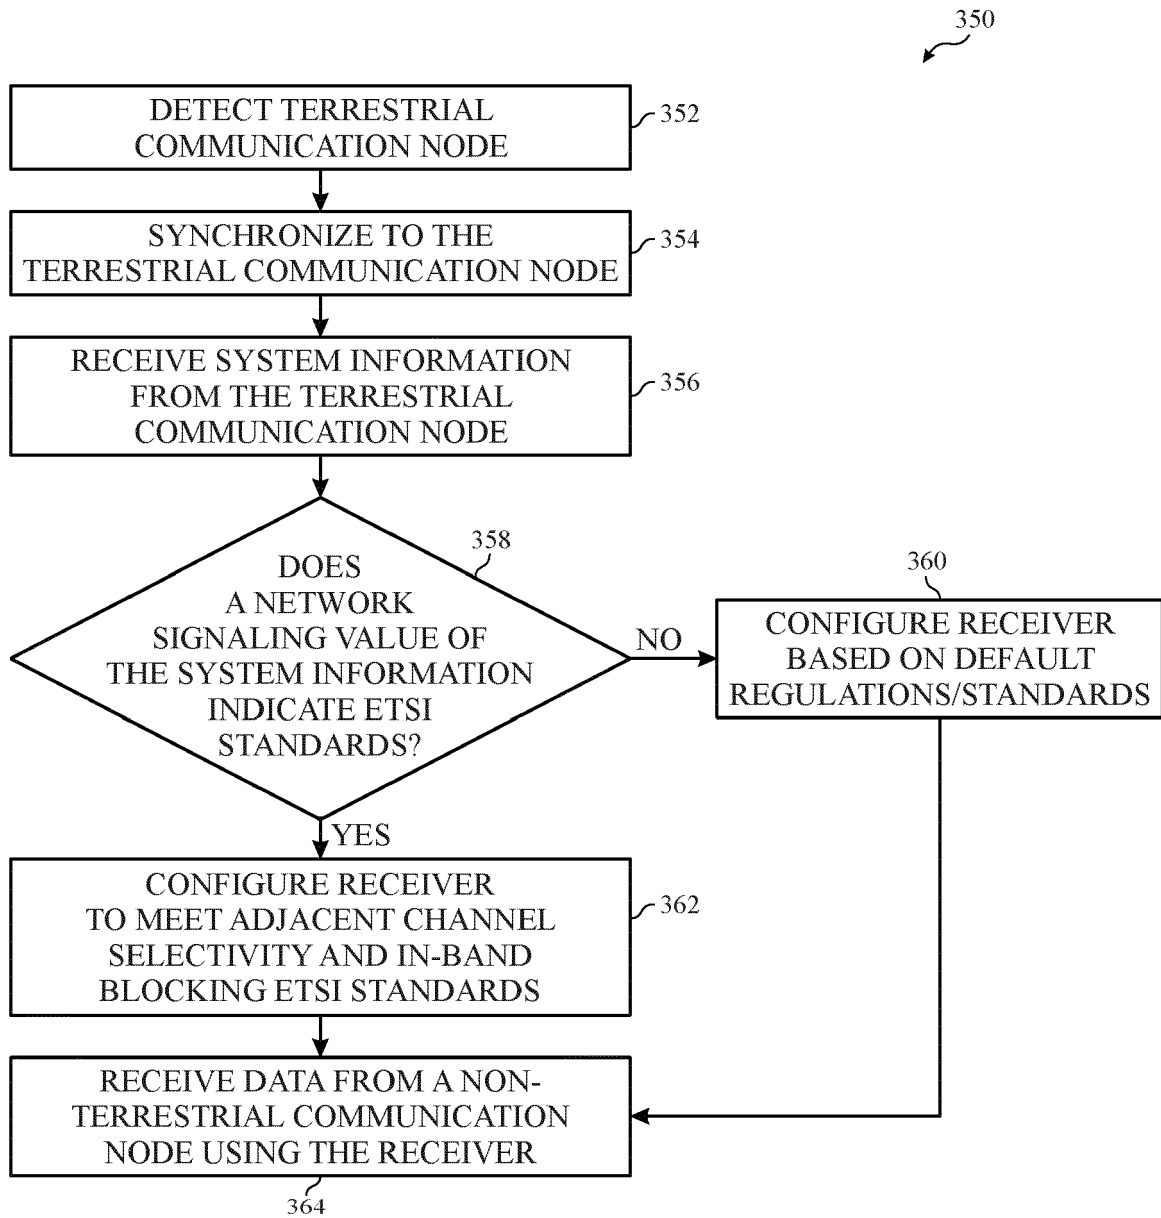 350
DETECT TERRESTRIAL
COMMUNICATION NODE
352
SYNCHRONIZE TO THE
TERRESTRIAL COMMUNICATION NODE
354
RECEIVE SYSTEM INFORMATION
FROM THE TERRESTRIAL
COMMUNICATION NODE
356
DOES
A NETWORK
SIGNALING VALUE OF
THE SYSTEM INFORMATION
INDICATE ETSI
STANDARDS?
358
NO
360
CONFIGURE RECEIVER
BASED ON DEFAULT
REGULATIONS/STANDARDS
YES
CONFIGURE RECEIVER
TO MEET ADJACENT CHANNEL
SELECTIVITY AND IN-BAND
BLOCKING ETSI STANDARDS
362
RECEIVE DATA FROM A NON-
TERRESTRIAL COMMUNICATION
NODE USING THE RECEIVER
364